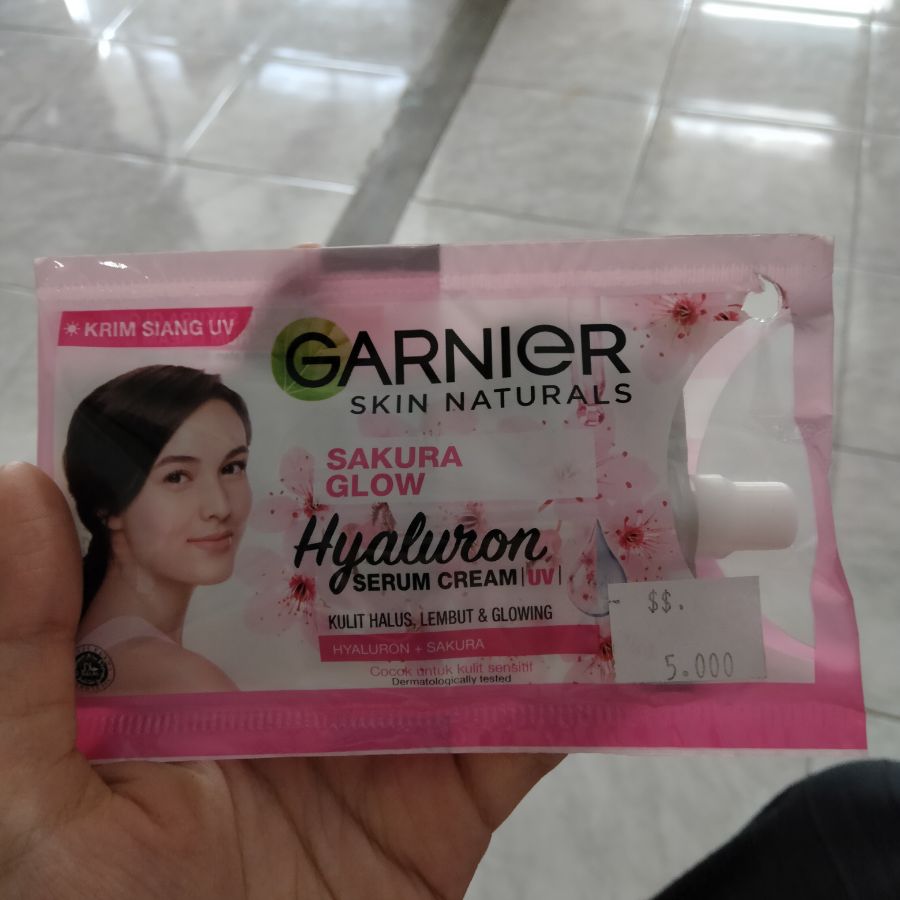 KRIM SIANG UV
GARNIER
SKIN NATURALS
SAKURA
GLOW
Hyaluron
SERUM CREAM |UV|
KULIT HALUS, LEMBUT & GLOWING
HYALURON + SAKURA
Cocok untuk kulit sensitif
Dermatologically tested
$$.
5.000